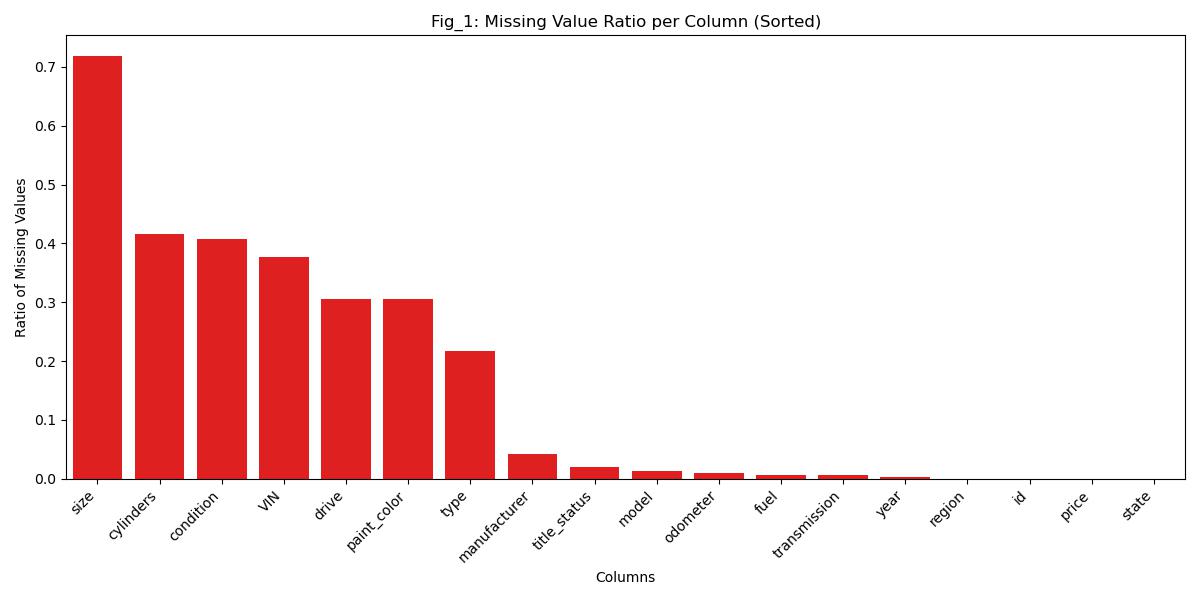 Fig_1: Missing Value Ratio per Column (Sorted)
Ratio of Missing Values
0.7
0.6
0.5
0.4
0.3
0.2
0.1
0.0
size
cylinders
condition
VIN
drive
paint_color
type
manufacturer
title_status
model
odometer
fuel
transmission
year
region
id
price
state
Columns